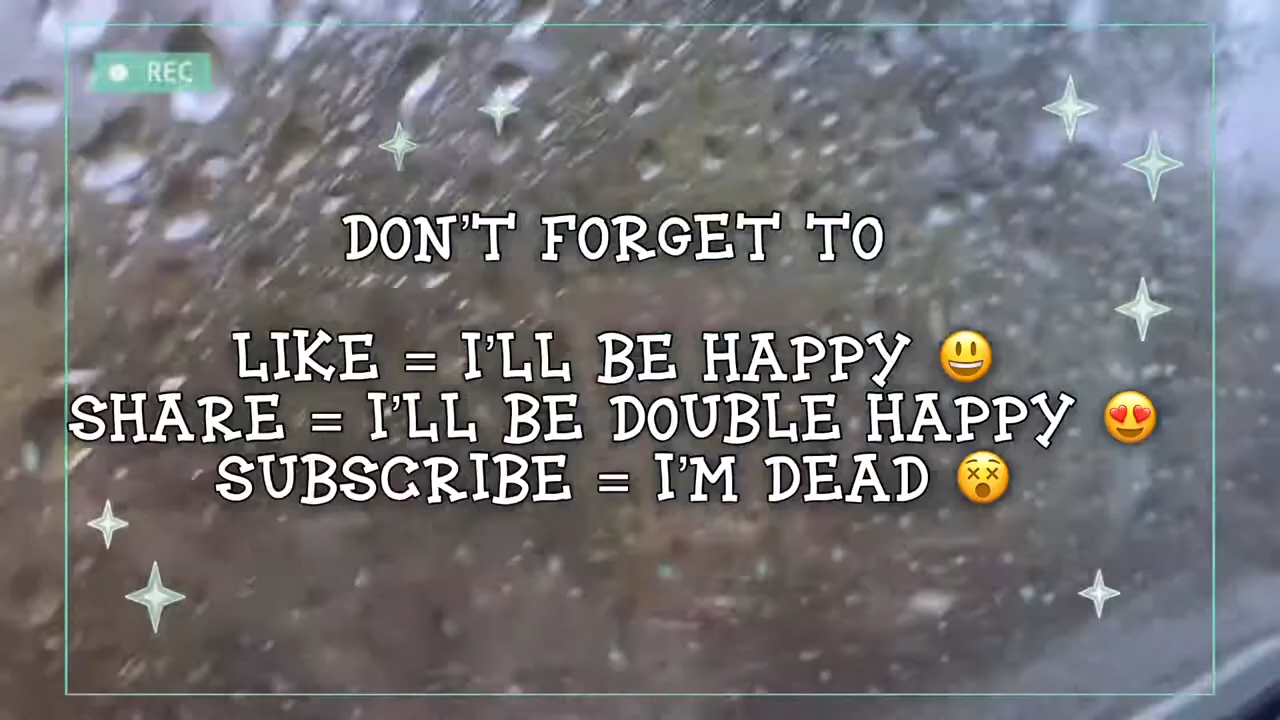 REC
DON'T FORGET TO
LIKE = I'LL BE HAPPY 😃
SHARE = I'LL BE DOUBLE HAPPY 😍
SUBSCRIBE = I'M DEAD 😵